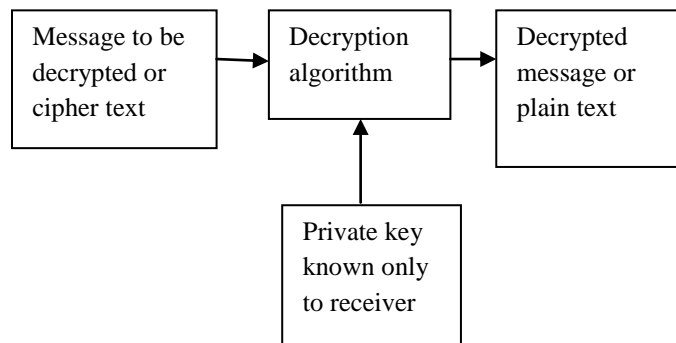 Message to be
decrypted or
cipher text
Decryption
algorithm
Decrypted
message or
plain text
Private key
known only
to receiver